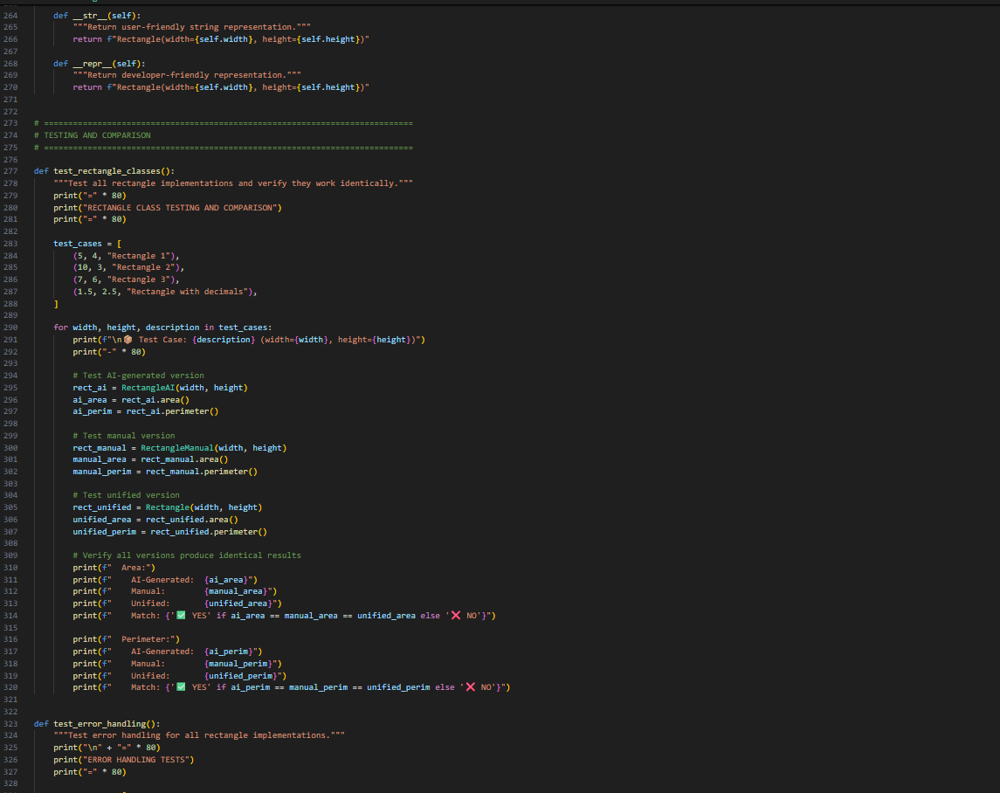 264 def __str__(self):
265 """Return user-friendly string representation."""
266 return f"Rectangle(width={self.width}, height={self.height})"
267
268 def __repr__(self):
269 """Return developer-friendly representation."""
270 return f"Rectangle(width={self.width}, height={self.height})"
271
272
273 # ============================================================================
274 # TESTING AND COMPARISON
275 # ============================================================================
276
277 def test_rectangle_classes():
278 """Test all rectangle implementations and verify they work identically."""
279 print("=" * 80)
280 print("RECTANGLE CLASS TESTING AND COMPARISON")
281 print("=" * 80)
282
283 test_cases = [
284 (5, 4, "Rectangle 1"),
285 (10, 3, "Rectangle 2"),
286 (7, 6, "Rectangle 3"),
287 (1.5, 2.5, "Rectangle with decimals"),
288 ]
289
290 for width, height, description in test_cases:
291 print(f"\n📦 Test Case: {description} (width={width}, height={height})")
292 print("-" * 80)
293
294 # Test AI-generated version
295 rect_ai = RectangleAI(width, height)
296 ai_area = rect_ai.area()
297 ai_perim = rect_ai.perimeter()
298
299 # Test manual version
300 rect_manual = RectangleManual(width, height)
301 manual_area = rect_manual.area()
302 manual_perim = rect_manual.perimeter()
303
304 # Test unified version
305 rect_unified = Rectangle(width, height)
306 unified_area = rect_unified.area()
307 unified_perim = rect_unified.perimeter()
308
309 # Verify all versions produce identical results
310 print(f"  Area:")
311 print(f"    AI-Generated:  {ai_area}")
312 print(f"    Manual:        {manual_area}")
313 print(f"    Unified:       {unified_area}")
314 print(f"    Match: {'✅ YES' if ai_area == manual_area == unified_area else '❌ NO'}")
315
316 print(f"  Perimeter:")
317 print(f"    AI-Generated:  {ai_perim}")
318 print(f"    Manual:        {manual_perim}")
319 print(f"    Unified:       {unified_perim}")
320 print(f"    Match: {'✅ YES' if ai_perim == manual_perim == unified_perim else '❌ NO'}")
321
322
323 def test_error_handling():
324 """Test error handling for all rectangle implementations."""
325 print("\n" + "=" * 80)
326 print("ERROR HANDLING TESTS")
327 print("=" * 80)
328